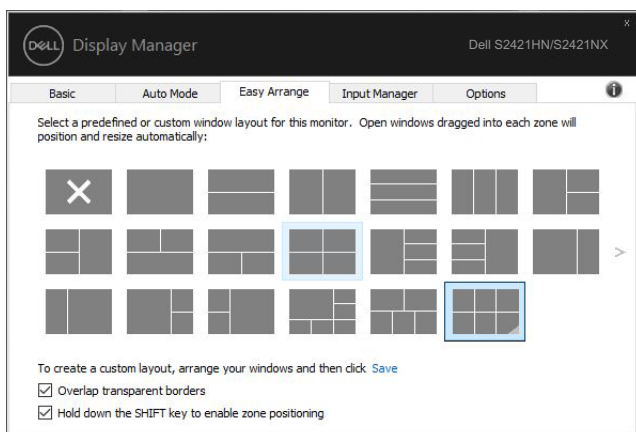 x
DELL Display Manager Dell S2421HN/S2421NX
Basic Auto Mode Easy Arrange Input Manager Options i
Select a predefined or custom window layout for this monitor. Open windows dragged into each zone will
position and resize automatically:
>
To create a custom layout, arrange your windows and then click Save
Overlap transparent borders
Hold down the SHIFT key to enable zone positioning